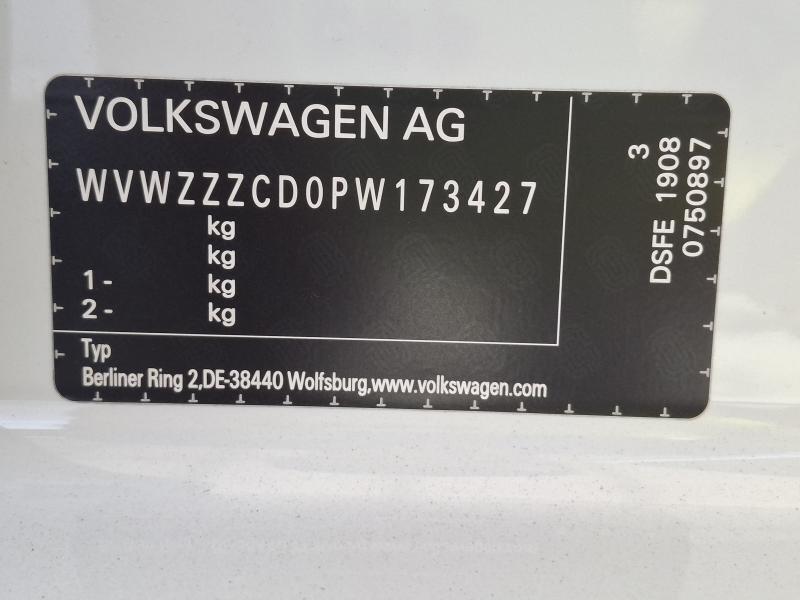 VOLKSWAGEN AG
WVWZZZCD0PW173427
kg
kg
1- kg
2- kg
Typ
Berliner Ring 2,DE-38440 Wolfsburg,www.volkswagen.com
3
DSFE 1908
0750897